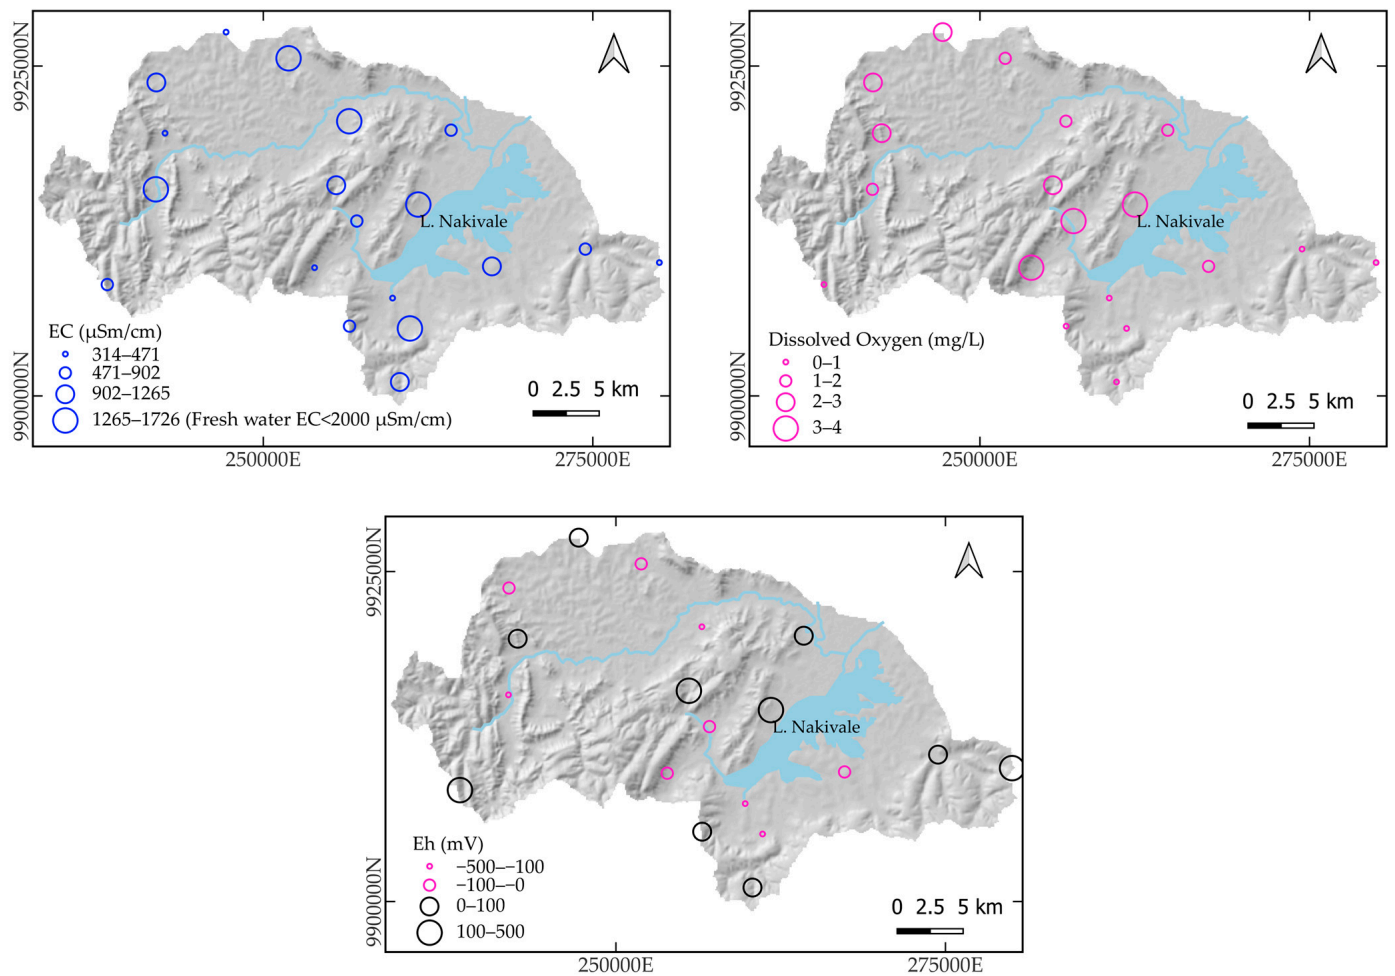 9925000N
9900000N
L. Nakivale
EC (µSm/cm)
314–471
471–902
902–1265
1265–1726 (Fresh water EC<2000 µSm/cm)
0 2.5 5 km
250000E
275000E
9925000N
9900000N
L. Nakivale
Dissolved Oxygen (mg/L)
0–1
1–2
2–3
3–4
0 2.5 5 km
250000E
275000E
9925000N
9900000N
L. Nakivale
Eh (mV)
−500–−100
−100–−0
0–100
100–500
0 2.5 5 km
250000E
275000E